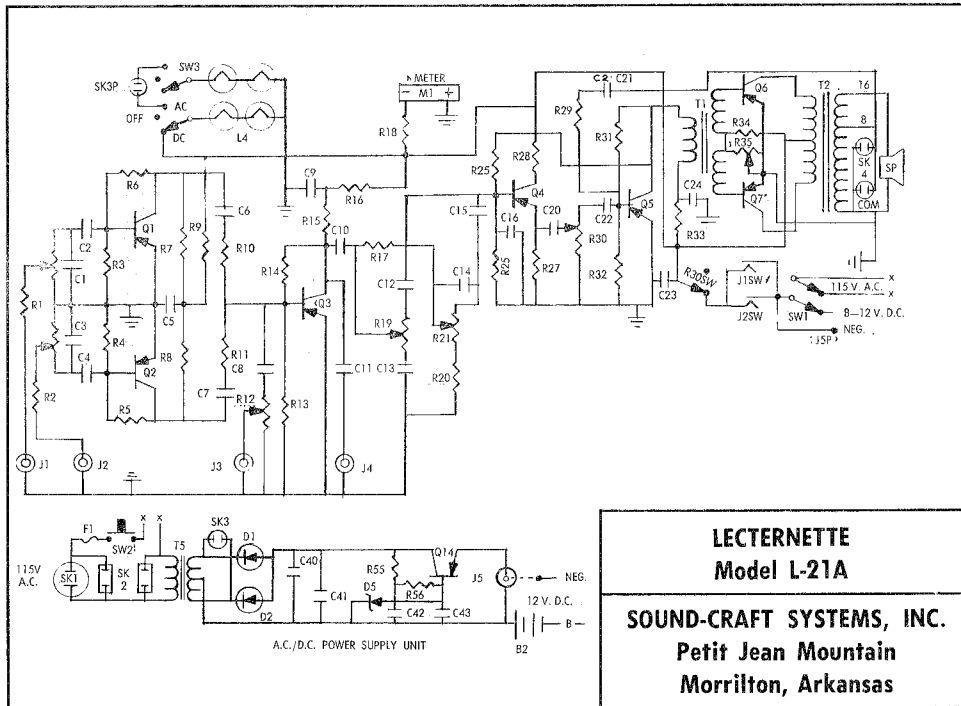 SK3P
SW3
AC
OFF
DC
L4
METER
- M1 +
R18
C9
R16
R15
R6
C2
Q1
R7
R9
C6
R10
R14
C10
R17
C12
C15
C14
R1
C1
R3
C3
R4
C4
C5
Q2
R8
R5
R2
R11
C8
C7
R12
R13
Q3
C11
R19
C13
R21
R20
J1
J2
J3
J4
R25
R28
Q4
C16
C20
R25
R27
C2
C21
R29
R31
C22
Q5
R30
R32
C23
T1
C24
R33
Q6
R34
R35
Q7
T2
16
8
SK
4
COM
SP
R30SW
J1SW
J2SW
SW1
115 V. A.C.
x
x
8-12 V. D.C.
NEG.
(J5P)
F1
SW2
x x
115V
A.C.
SK1
SK
2
T5
SK3
D1
D2
C40
C41
R55
D5
R56
C42
C43
Q14
J5
NEG.
12 V. D.C.
B-
B2
A.C./D.C. POWER SUPPLY UNIT
LECTERNETTE
Model L-21A
SOUND-CRAFT SYSTEMS, INC.
Petit Jean Mountain
Morrilton, Arkansas